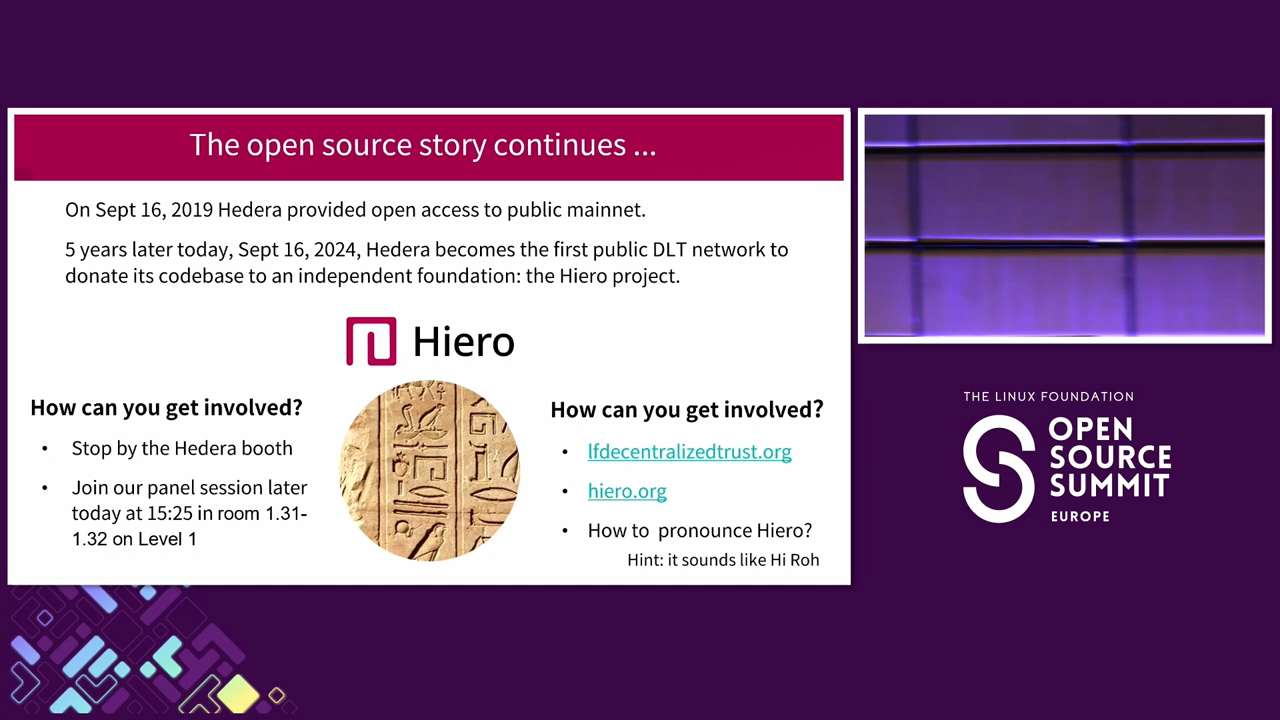 The open source story continues ...
On Sept 16, 2019 Hedera provided open access to public mainnet.
5 years later today, Sept 16, 2024, Hedera becomes the first public DLT network to
donate its codebase to an independent foundation: the Hiero project.
Hiero
How can you get involved?
• Stop by the Hedera booth
• Join our panel session later
today at 15:25 in room 1.31-
1.32 on Level 1
How can you get involved?
• lfdecentralizedtrust.org
• hiero.org
• How to pronounce Hiero?
Hint: it sounds like Hi Roh
THE LINUX FOUNDATION
OPEN
SOURCE
SUMMIT
EUROPE